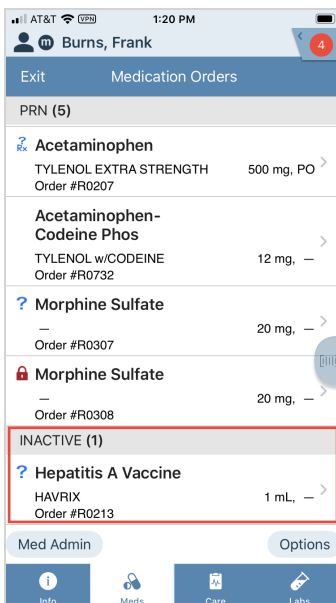 AT&T VPN 1:20 PM
m Burns, Frank
4
Exit Medication Orders
PRN (5)
? Rx Acetaminophen
TYLENOL EXTRA STRENGTH 500 mg, PO
Order #R0207
Acetaminophen-
Codeine Phos
TYLENOL w/CODEINE 12 mg, —
Order #R0732
? Morphine Sulfate
— 20 mg, —
Order #R0307
Morphine Sulfate
— 20 mg, —
Order #R0308
INACTIVE (1)
? Hepatitis A Vaccine
HAVRIX 1 mL, —
Order #R0213
Med Admin Options
Info Meds Care Labs